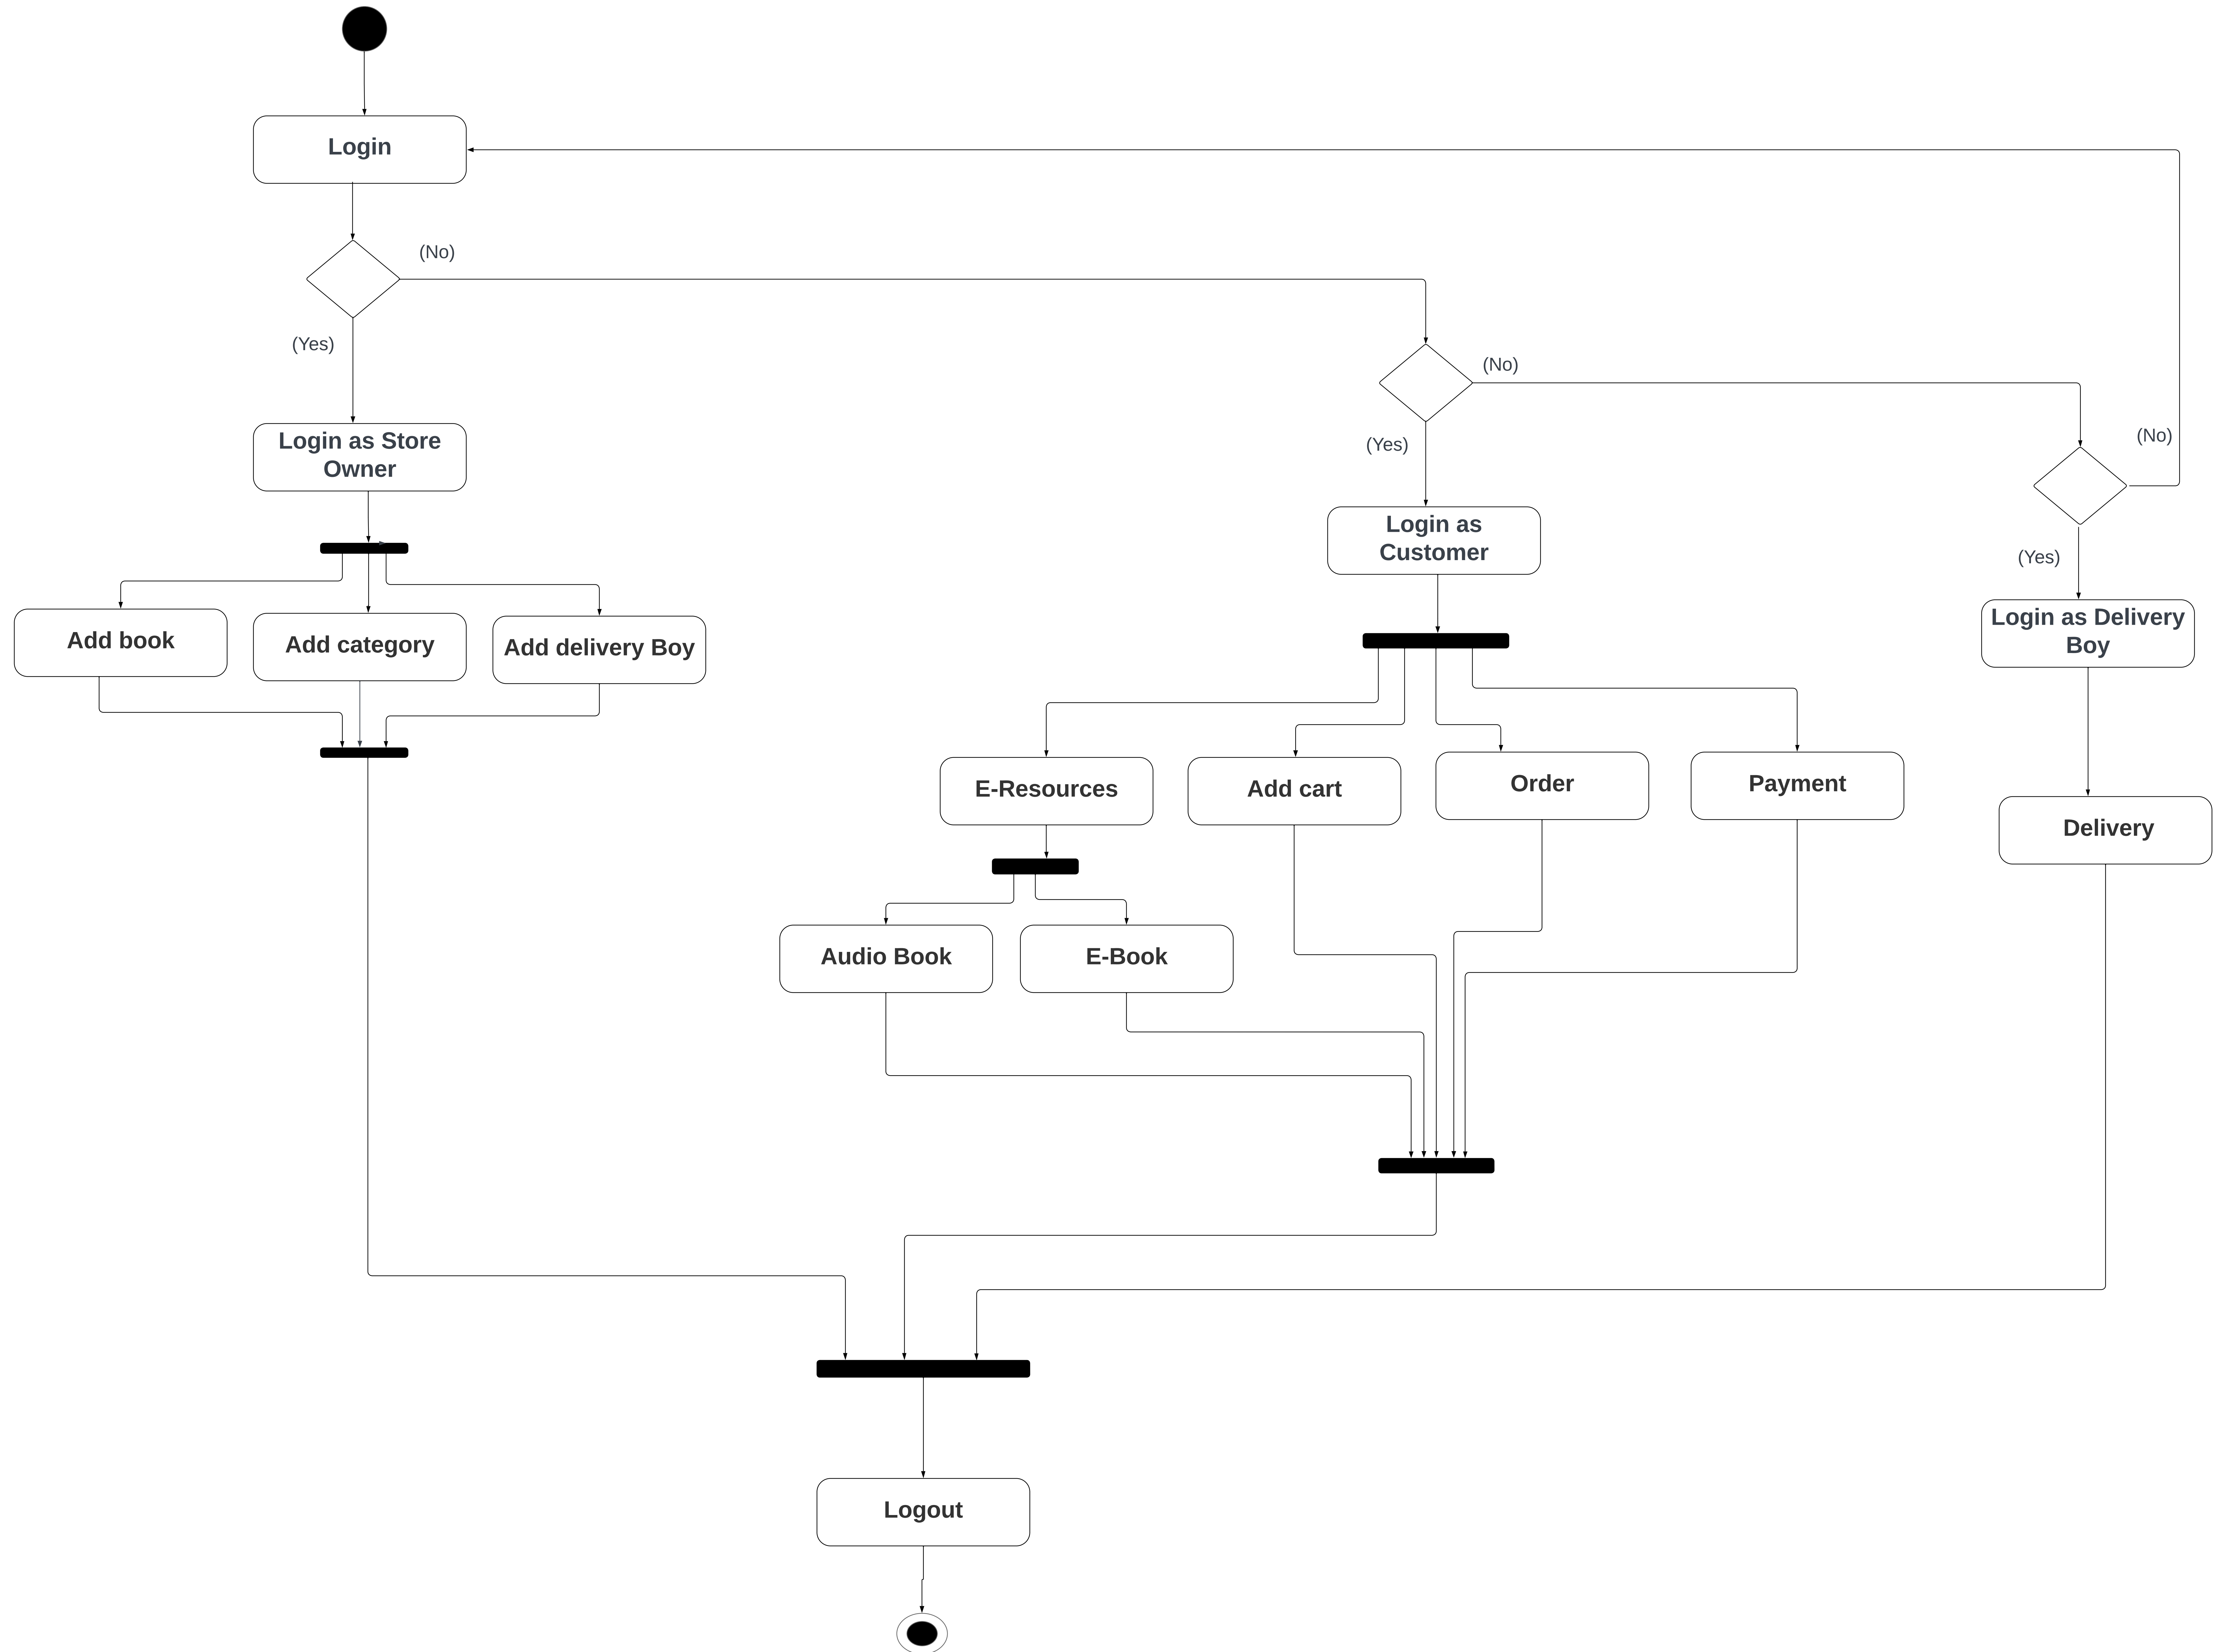 Login
(No)
(Yes)
(No)
(No)
(Yes)
Login as Store
Owner
Login as
Customer
(Yes)
Login as Delivery
Boy
Add book
Add category
Add delivery Boy
E-Resources
Add cart
Order
Payment
Delivery
Audio Book
E-Book
Logout